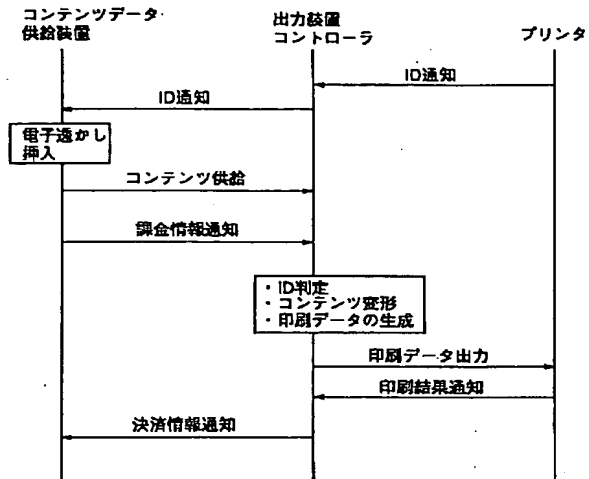 コンテンツデータ
供給装置
出力装置
コントローラ
プリンタ
ID通知
ID通知
電子透かし
挿入
コンテンツ供給
課金情報通知
・ID判定
・コンテンツ変形
・印刷データの生成
印刷データ出力
印刷結果通知
決済情報通知